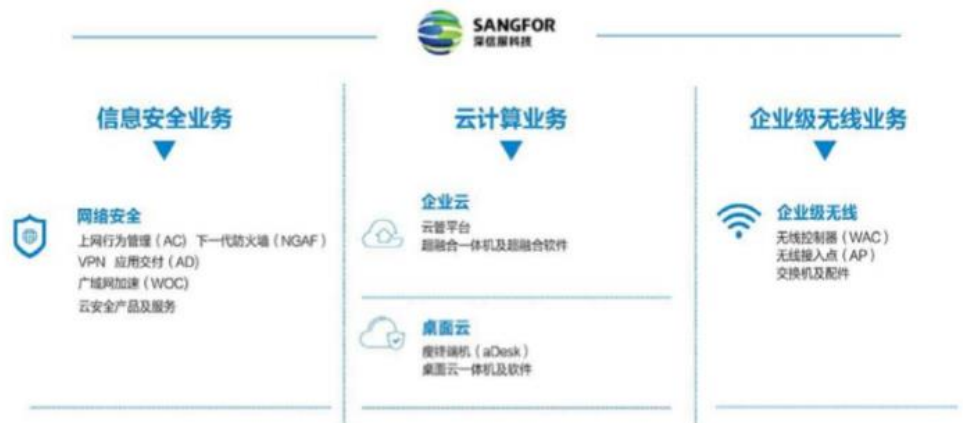 SANGFOR
深信服科技
信息安全业务
网络安全
上网行为管理（AC） 下一代防火墙（NGAF）
VPN 应用交付（AD）
广域网加速（WOC）
云安全产品及服务
云计算业务
企业云
云管平台
超融合一体机及超融合软件
桌面云
瘦终端机（aDesk）
桌面云一体机及软件
企业级无线业务
企业级无线
无线控制器（WAC）
无线接入点（AP）
交换机及配件